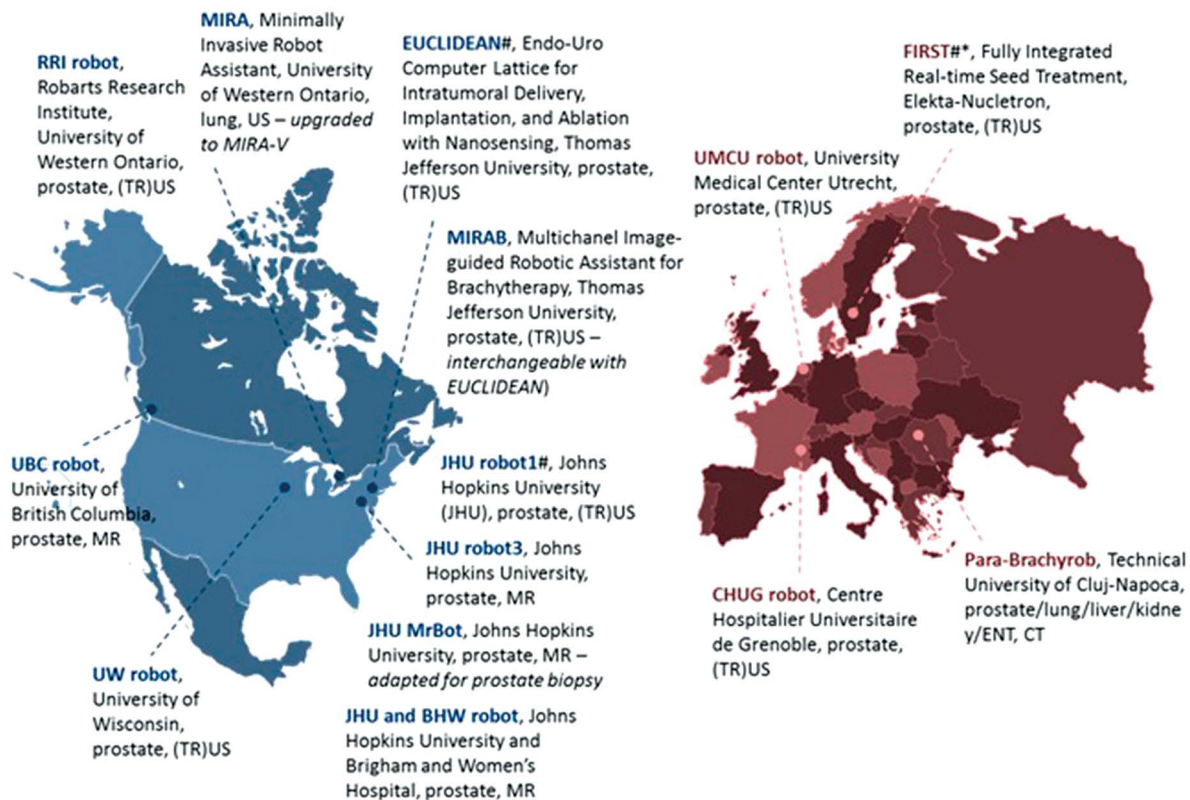 RRI robot,
Robarts Research
Institute,
University of
Western Ontario,
prostate, (TR)US
MIRA, Minimally
Invasive Robot
Assistant, University
of Western Ontario,
lung, US – upgraded
to MIRA-V
EUCLIDEAN#, Endo-Uro
Computer Lattice for
Intratumoral Delivery,
Implantation, and Ablation
with Nanosensing, Thomas
Jefferson University, prostate,
(TR)US
MIRAB, Multichanel Image-
guided Robotic Assistant for
Brachytherapy, Thomas
Jefferson University,
prostate, (TR)US –
interchangeable with
EUCLIDEAN)
UBC robot,
University of
British Columbia,
prostate, MR
JHU robot1#, Johns
Hopkins University
(JHU), prostate, (TR)US
JHU robot3, Johns
Hopkins University,
prostate, MR
JHU MrBot, Johns Hopkins
University, prostate, MR –
adapted for prostate biopsy
UW robot,
University of
Wisconsin,
prostate, (TR)US
JHU and BHW robot, Johns
Hopkins University and
Brigham and Women's
Hospital, prostate, MR
FIRST#*, Fully Integrated
Real-time Seed Treatment,
Elekta-Nucletron,
prostate, (TR)US
UMCU robot, University
Medical Center Utrecht,
prostate, (TR)US
CHUG robot, Centre
Hospitalier Universitaire
de Grenoble, prostate,
(TR)US
Para-Brachyrob, Technical
University of Cluj-Napoca,
prostate/lung/liver/kidne
y/ENT, CT